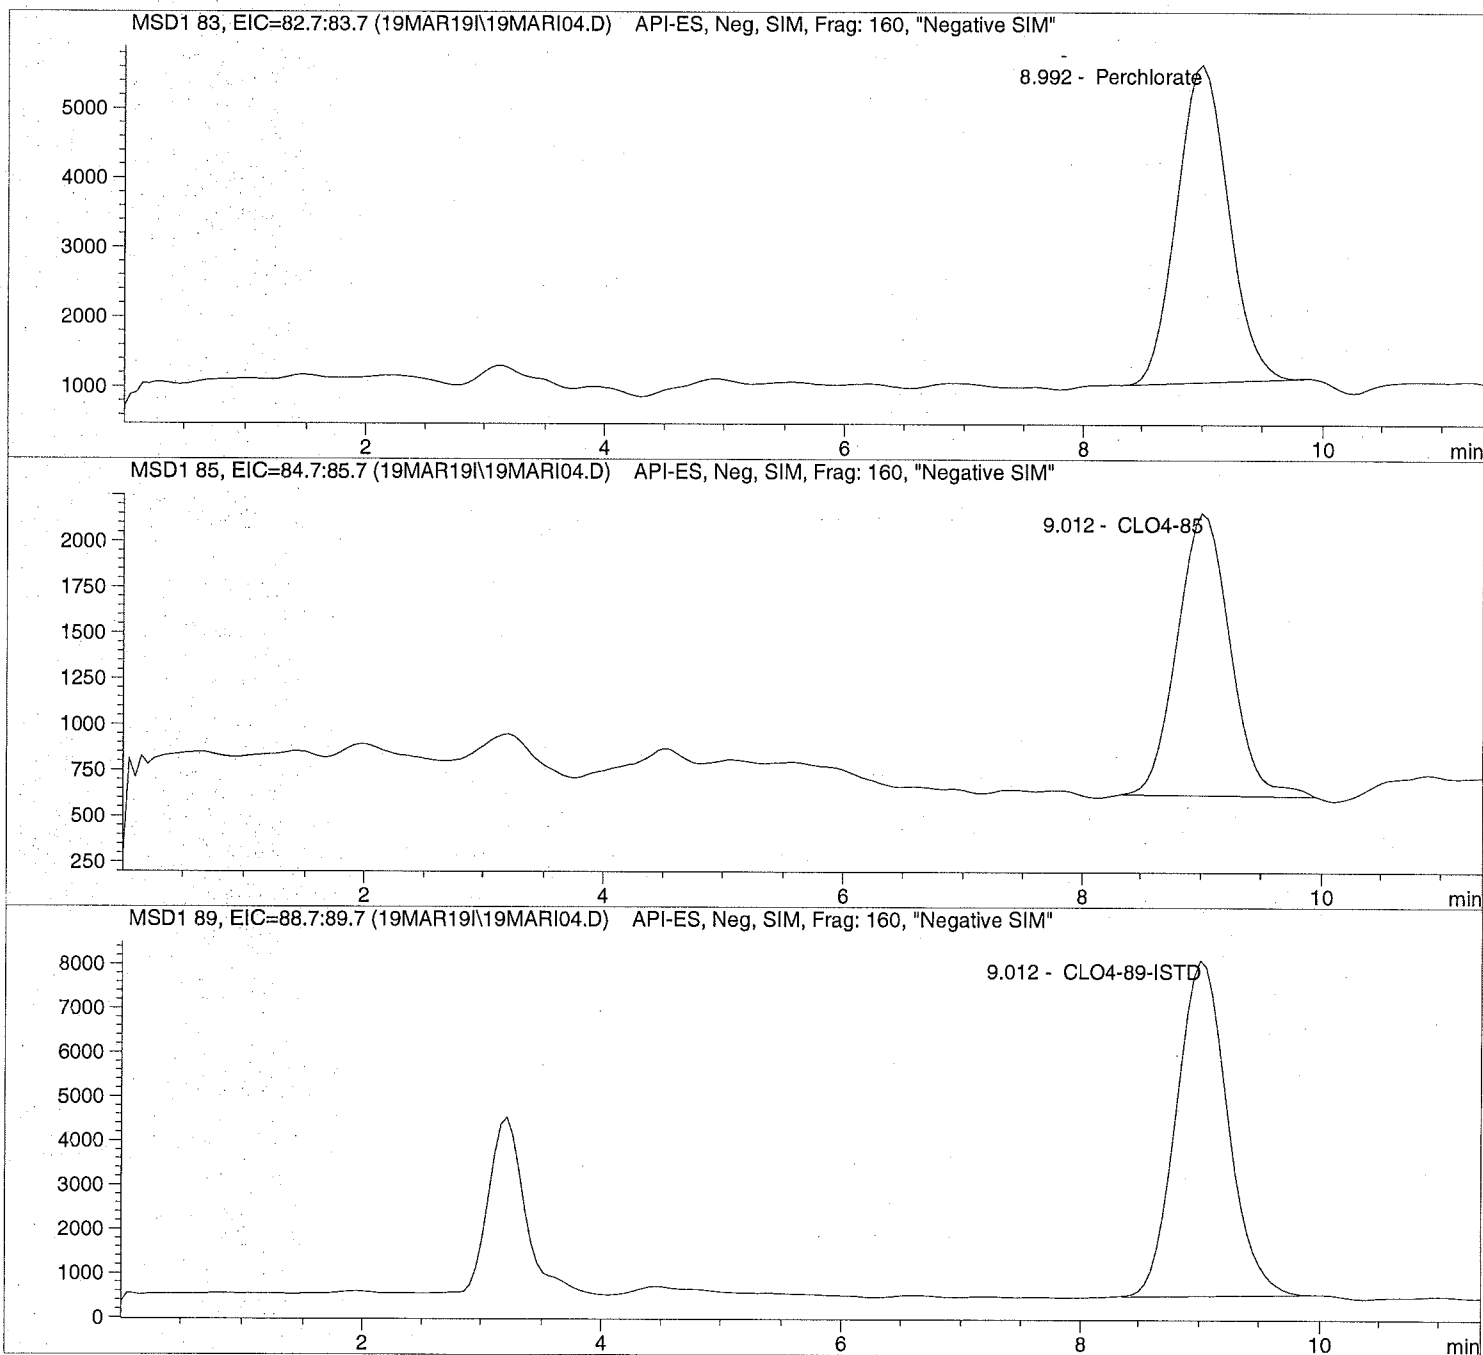 MSD1 83, EIC=82.7:83.7 (19MAR19I\19MARI04.D) API-ES, Neg, SIM, Frag: 160, "Negative SIM"
8.992 - Perchlorate
5000
4000
3000
2000
1000
2 4 6 8 10 min
MSD1 85, EIC=84.7:85.7 (19MAR19I\19MARI04.D) API-ES, Neg, SIM, Frag: 160, "Negative SIM"
9.012 - CLO4-85
2000
1750
1500
1250
1000
750
500
250
2 4 6 8 10 min
MSD1 89, EIC=88.7:89.7 (19MAR19I\19MARI04.D) API-ES, Neg, SIM, Frag: 160, "Negative SIM"
9.012 - CLO4-89-ISTD
8000
7000
6000
5000
4000
3000
2000
1000
0
2 4 6 8 10 min